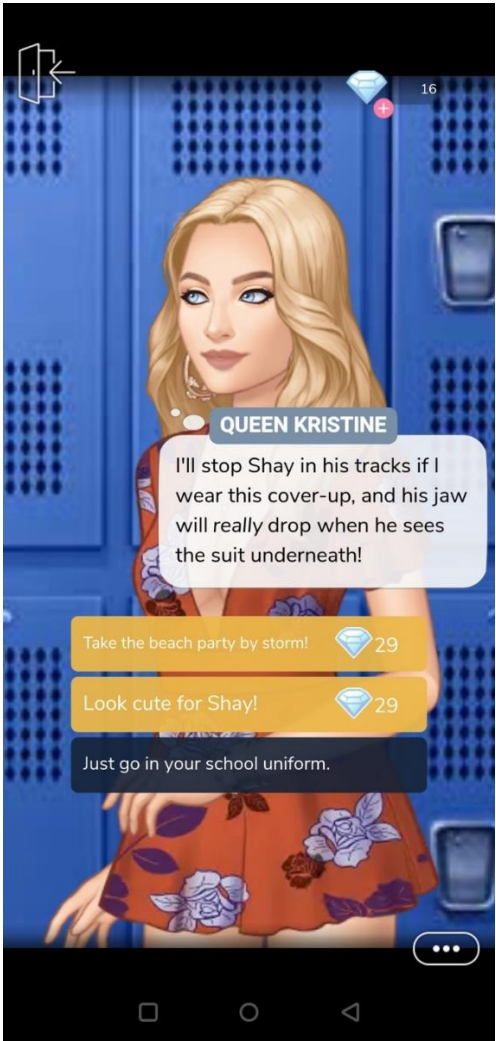 16
QUEEN KRISTINE
I'll stop Shay in his tracks if I
wear this cover-up, and his jaw
will really drop when he sees
the suit underneath!
Take the beach party by storm! 29
Look cute for Shay! 29
Just go in your school uniform.